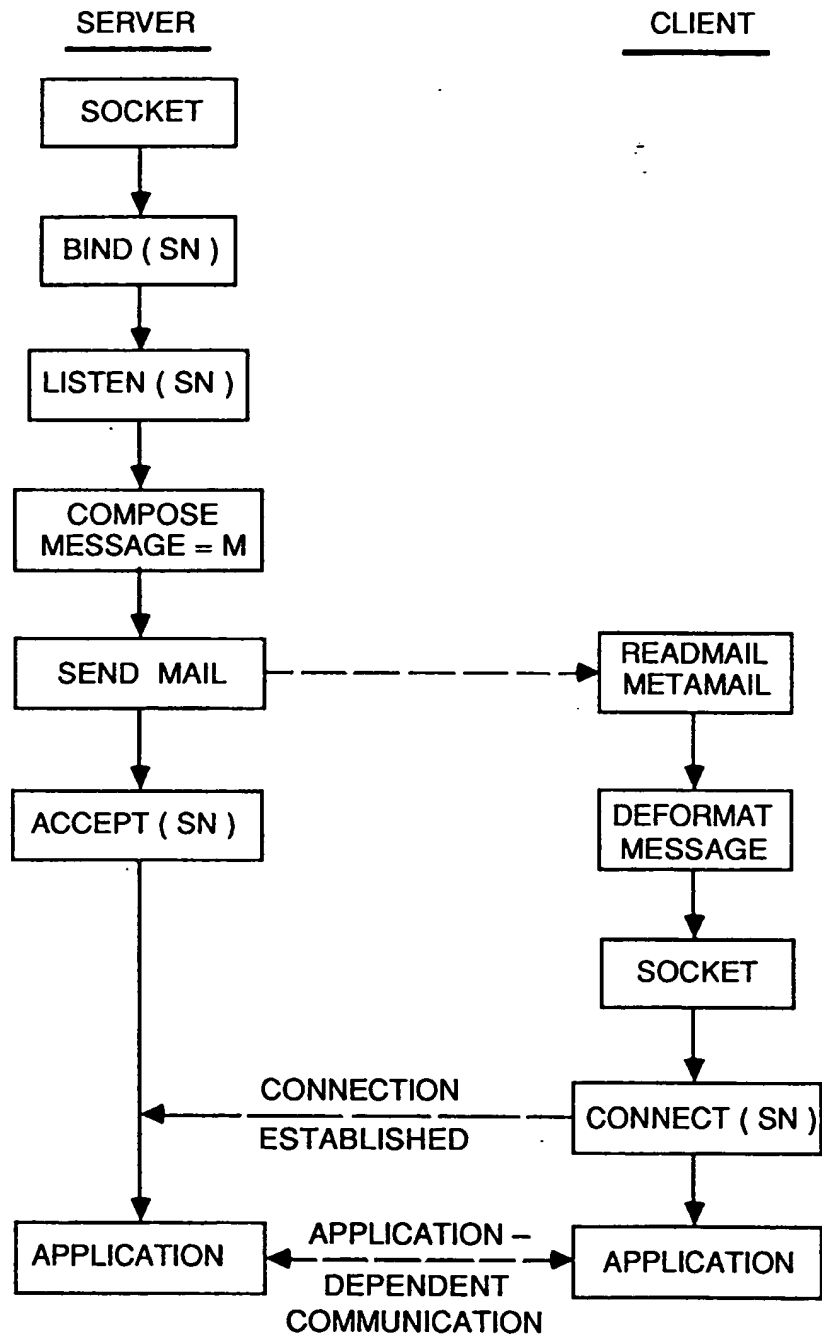 SERVER
CLIENT
SOCKET
BIND ( SN )
LISTEN ( SN )
COMPOSE
MESSAGE = M
SEND MAIL
READMAIL
METAMAIL
ACCEPT ( SN )
DEFORMAT
MESSAGE
SOCKET
CONNECTION
ESTABLISHED
CONNECT ( SN )
APPLICATION
APPLICATION –
DEPENDENT
COMMUNICATION
APPLICATION